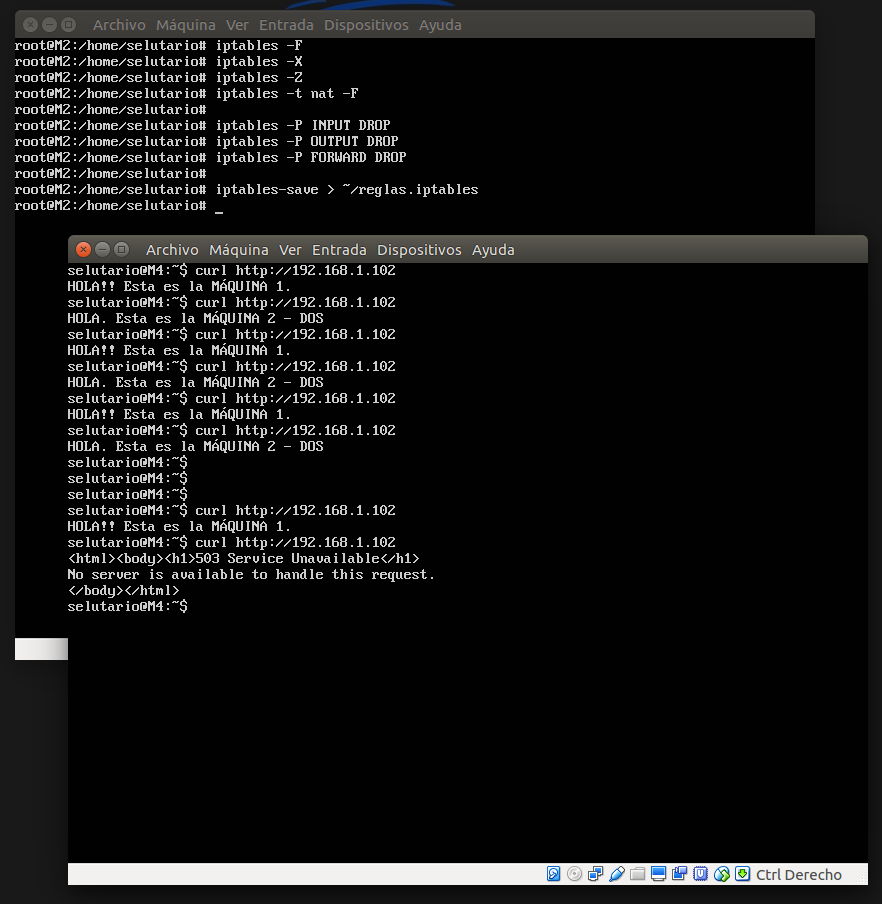 Archivo Máquina Ver Entrada Dispositivos Ayuda
root@M2:/home/selutario# iptables -F
root@M2:/home/selutario# iptables -X
root@M2:/home/selutario# iptables -Z
root@M2:/home/selutario# iptables -t nat -F
root@M2:/home/selutario#
root@M2:/home/selutario# iptables -P INPUT DROP
root@M2:/home/selutario# iptables -P OUTPUT DROP
root@M2:/home/selutario# iptables -P FORWARD DROP
root@M2:/home/selutario#
root@M2:/home/selutario# iptables-save > ~/reglas.iptables
root@M2:/home/selutario# _
Archivo Máquina Ver Entrada Dispositivos Ayuda
selutario@M4:~$ curl http://192.168.1.102
HOLA!! Esta es la MÁQUINA 1.
selutario@M4:~$ curl http://192.168.1.102
HOLA. Esta es la MÁQUINA 2 - DOS
selutario@M4:~$ curl http://192.168.1.102
HOLA!! Esta es la MÁQUINA 1.
selutario@M4:~$ curl http://192.168.1.102
HOLA. Esta es la MÁQUINA 2 - DOS
selutario@M4:~$ curl http://192.168.1.102
HOLA!! Esta es la MÁQUINA 1.
selutario@M4:~$ curl http://192.168.1.102
HOLA. Esta es la MÁQUINA 2 - DOS
selutario@M4:~$
selutario@M4:~$
selutario@M4:~$
selutario@M4:~$ curl http://192.168.1.102
HOLA!! Esta es la MÁQUINA 1.
selutario@M4:~$ curl http://192.168.1.102
<html><body><h1>503 Service Unavailable</h1>
No server is available to handle this request.
</body></html>
selutario@M4:~$
Ctrl Derecho